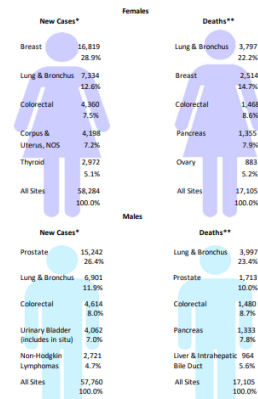 Females
New Cases* Deaths**
Breast 16,819 Lung & Bronchus 3,797
28.9% 22.2%
Lung & Bronchus 7,334 Breast 2,514
12.6% 14.7%
Colorectal 4,360 Colorectal 1,468
7.5% 8.6%
Corpus & 4,198 Pancreas 1,355
Uterus, NOS 7.2% 7.9%
Thyroid 2,972 Ovary 883
5.1% 5.2%
All Sites 58,284 All Sites 17,105
100.0% 100.0%
Males
New Cases* Deaths**
Prostate 15,242 Lung & Bronchus 3,997
26.4% 23.4%
Lung & Bronchus 6,901 Prostate 1,713
11.9% 10.0%
Colorectal 4,614 Colorectal 1,480
8.0% 8.7%
Urinary Bladder 4,062 Pancreas 1,333
(includes in situ) 7.0% 7.8%
Non-Hodgkin 2,721 Liver & Intrahepatic 964
Lymphomas 4.7% Bile Duct 5.6%
All Sites 57,760 All Sites 17,105
100.0% 100.0%